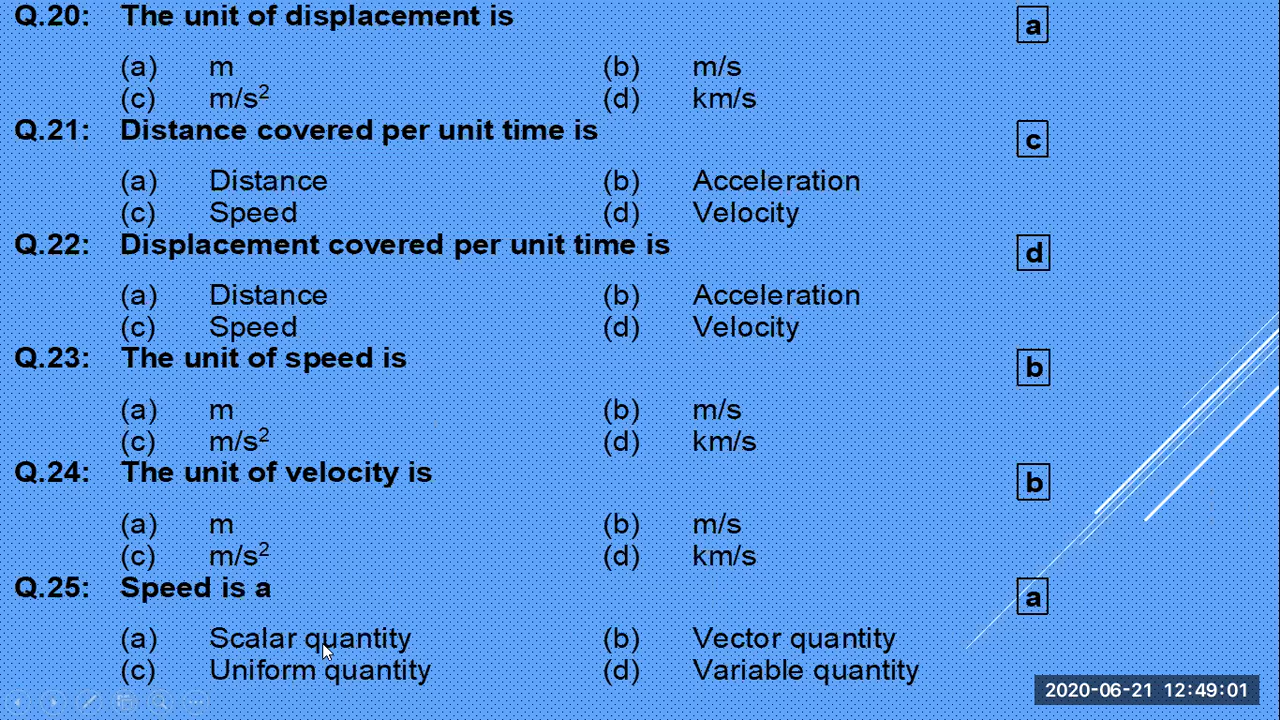 Q.20: The unit of displacement is a
(a) m (b) m/s
(c) m/s² (d) km/s
Q.21: Distance covered per unit time is c
(a) Distance (b) Acceleration
(c) Speed (d) Velocity
Q.22: Displacement covered per unit time is d
(a) Distance (b) Acceleration
(c) Speed (d) Velocity
Q.23: The unit of speed is b
(a) m (b) m/s
(c) m/s² (d) km/s
Q.24: The unit of velocity is b
(a) m (b) m/s
(c) m/s² (d) km/s
Q.25: Speed is a a
(a) Scalar quantity (b) Vector quantity
(c) Uniform quantity (d) Variable quantity
2020-06-21 12:49:01